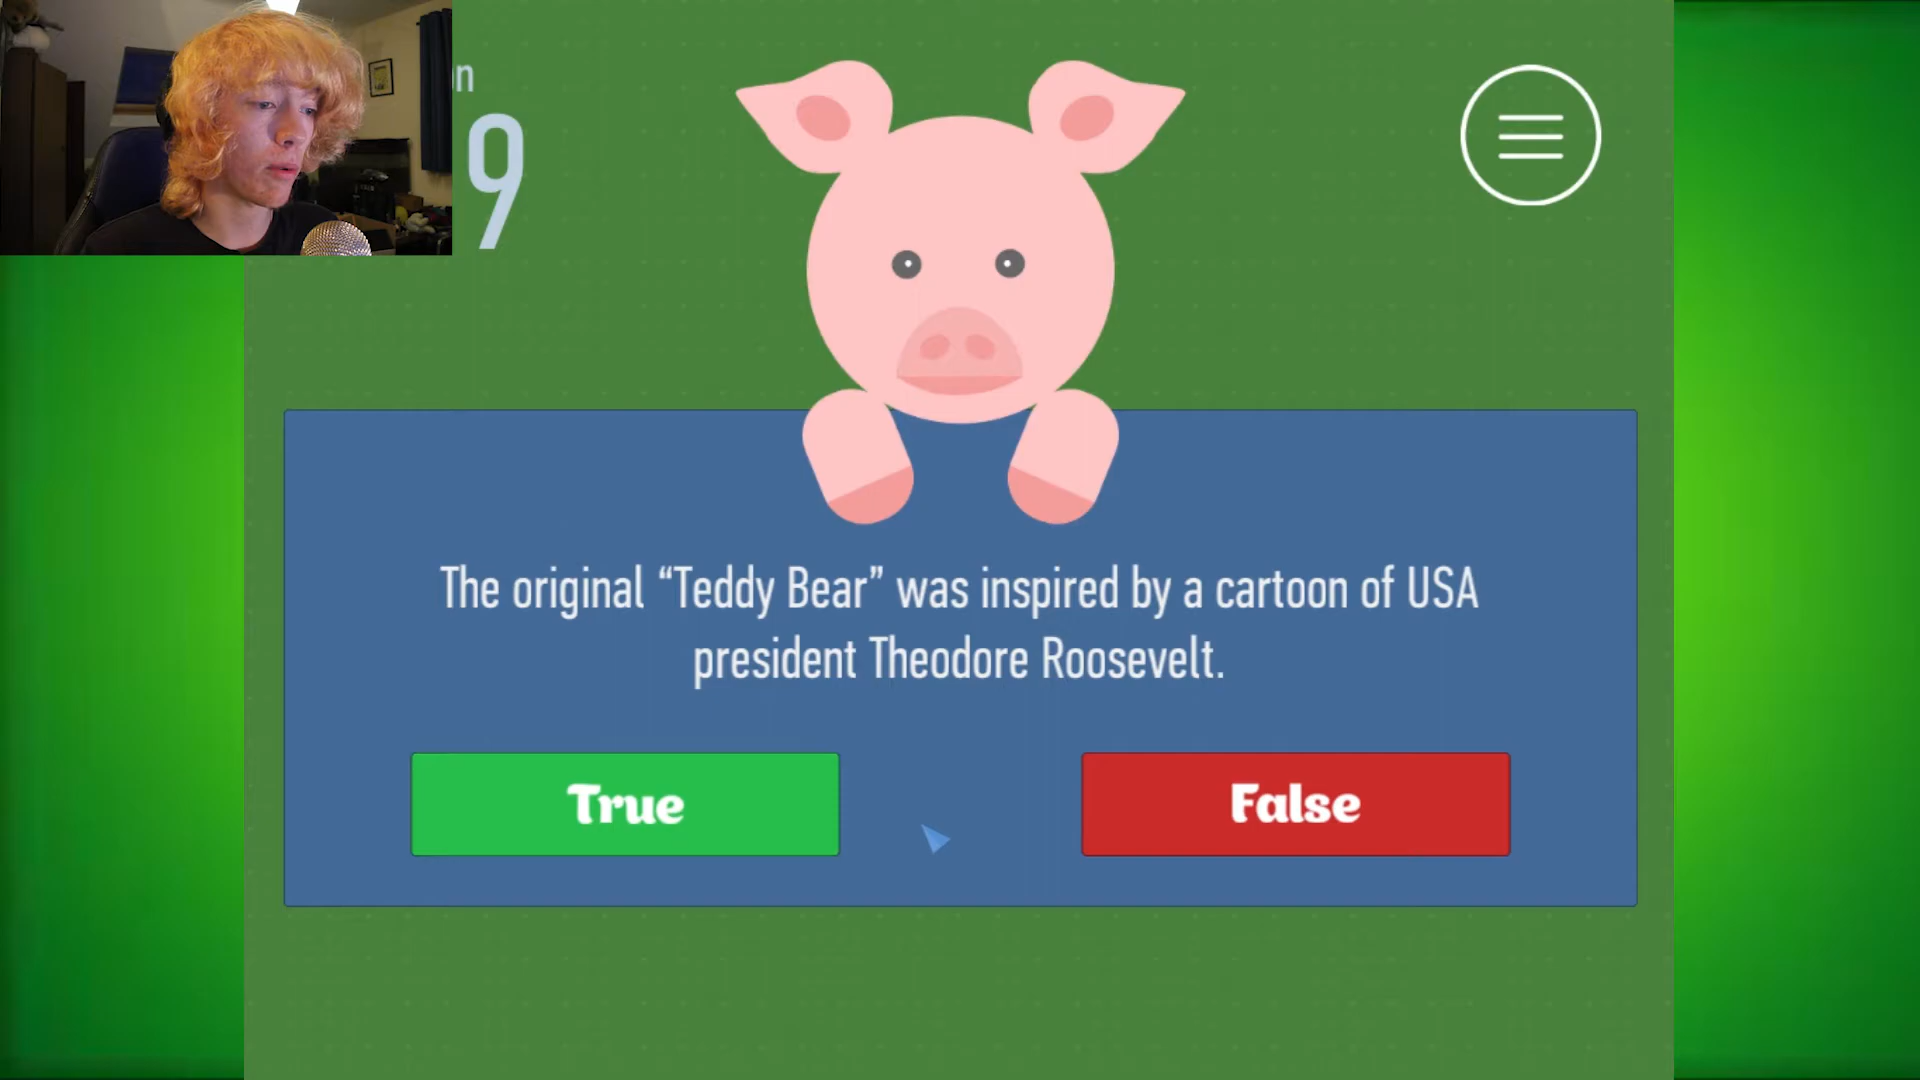 n
9
The original “Teddy Bear” was inspired by a cartoon of USA
president Theodore Roosevelt.
True
False